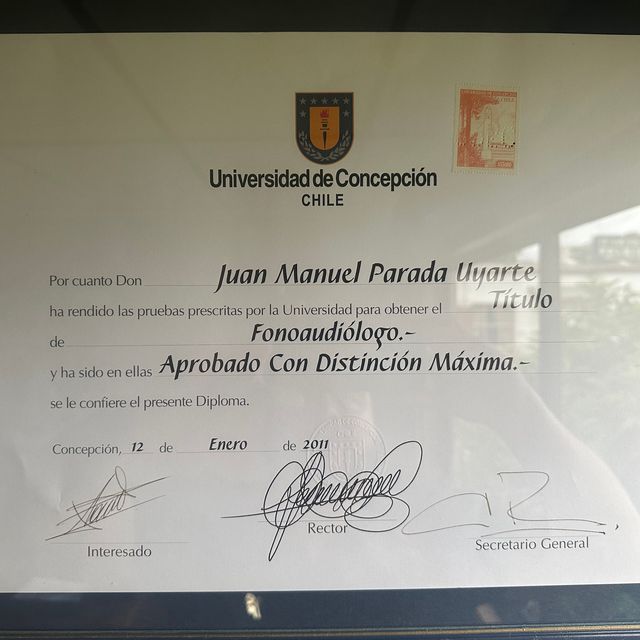 Universidad de Concepción
CHILE
Por cuanto Don Juan Manuel Parada Uyarte
ha rendido las pruebas prescritas por la Universidad para obtener el Título
de Fonoaudiólogo.-
y ha sido en ellas Aprobado Con Distinción Máxima.-
se le confiere el presente Diploma.
Concepción, 12 de Enero de 2011
Interesado
Rector
Secretario General